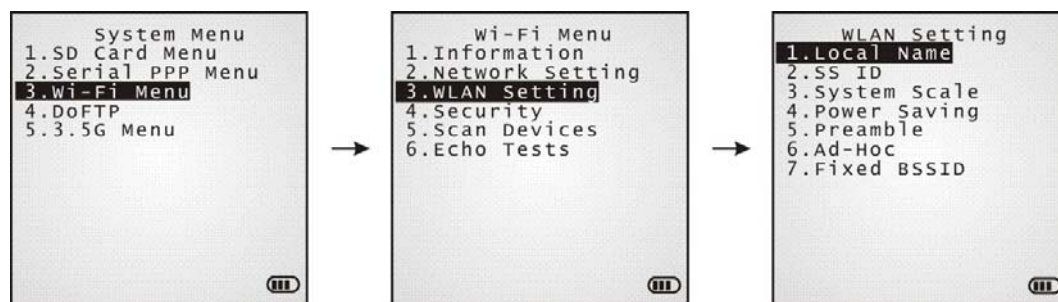 System Menu
1.SD Card Menu
2.Serial PPP Menu
3.Wi-Fi Menu
4.DoFTP
5.3.5G Menu
Wi-Fi Menu
1.Information
2.Network Setting
3.WLAN Setting
4.Security
5.Scan Devices
6.Echo Tests
WLAN Setting
1.Local Name
2.SS ID
3.System Scale
4.Power Saving
5.Preamble
6.Ad-Hoc
7.Fixed BSSID